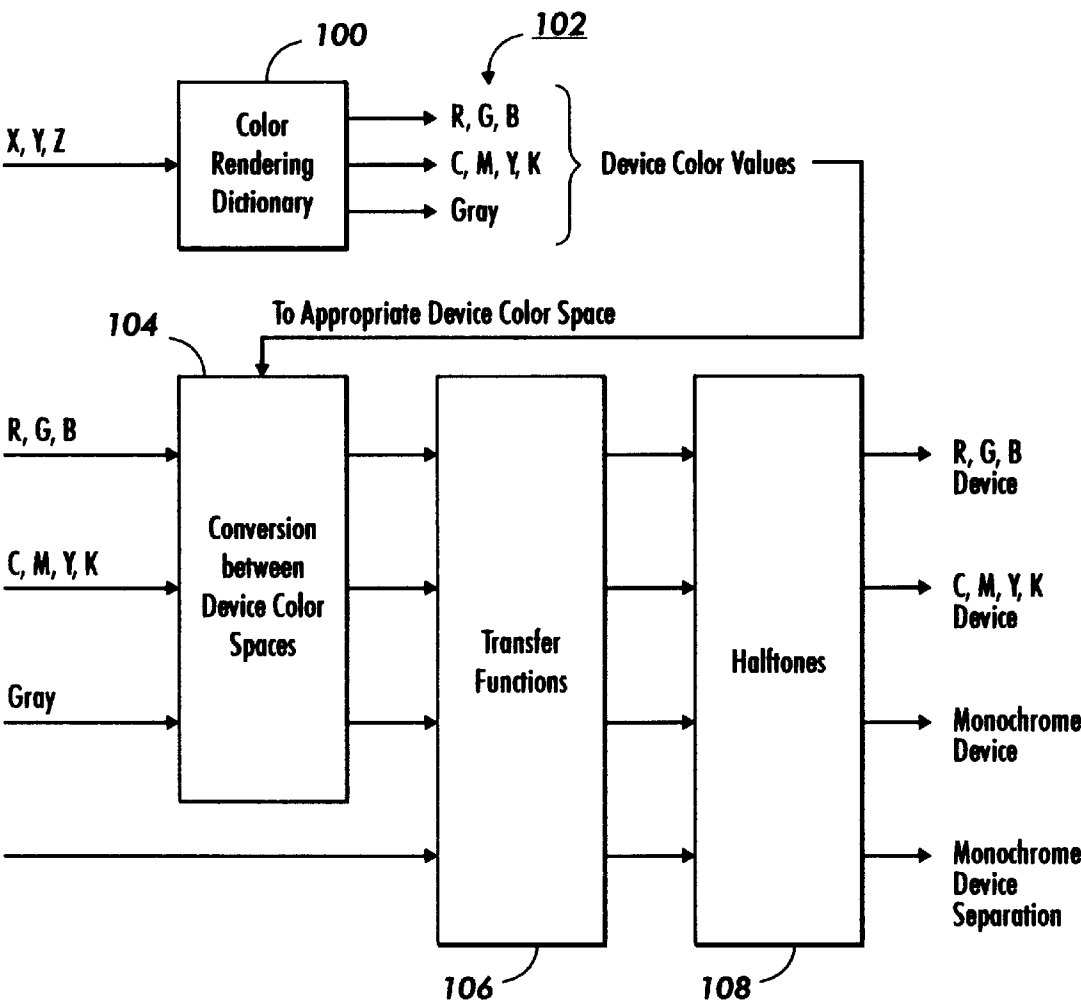 100
102
X, Y, Z
Color
Rendering
Dictionary
R, G, B
C, M, Y, K
Gray
Device Color Values
To Appropriate Device Color Space
104
R, G, B
C, M, Y, K
Gray
Conversion
between
Device Color
Spaces
Transfer
Functions
Halftones
R, G, B
Device
C, M, Y, K
Device
Monochrome
Device
Monochrome
Device
Separation
106
108